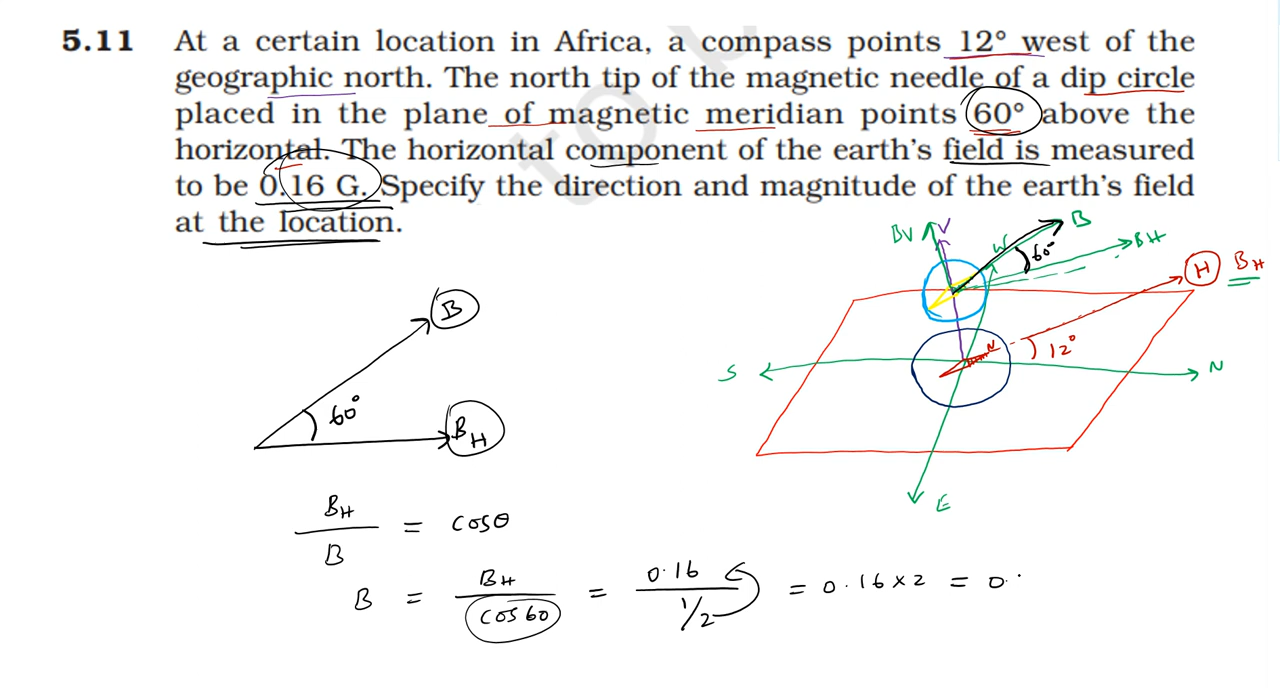 5.11 At a certain location in Africa, a compass points 12° west of the
geographic north. The north tip of the magnetic needle of a dip circle
placed in the plane of magnetic meridian points 60° above the
horizontal. The horizontal component of the earth's field is measured
to be 0.16 G. Specify the direction and magnitude of the earth's field
at the location.
BV V W B
60°
BH
H BH
N
12°
S N
E
B
60°
BH
BH / B = cosθ
B = BH / cos 60 = 0.16 / 1/2 = 0.16 × 2 = 0.
to